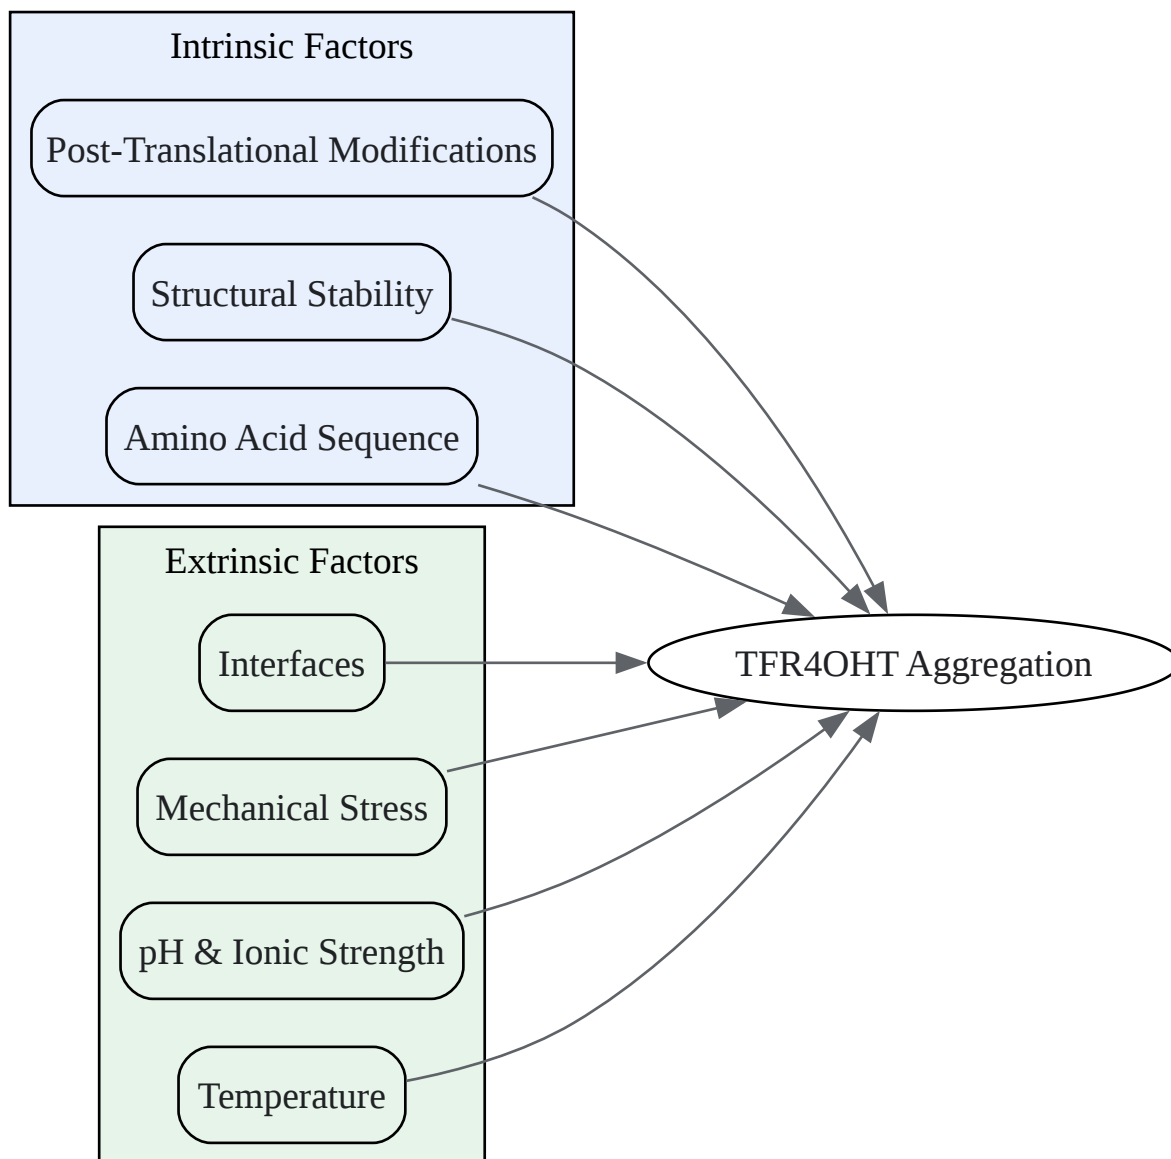 Intrinsic Factors
Post-Translational Modifications
Structural Stability
Amino Acid Sequence
Extrinsic Factors
Interfaces
TFR4OHT Aggregation
Mechanical Stress
pH & Ionic Strength
Temperature